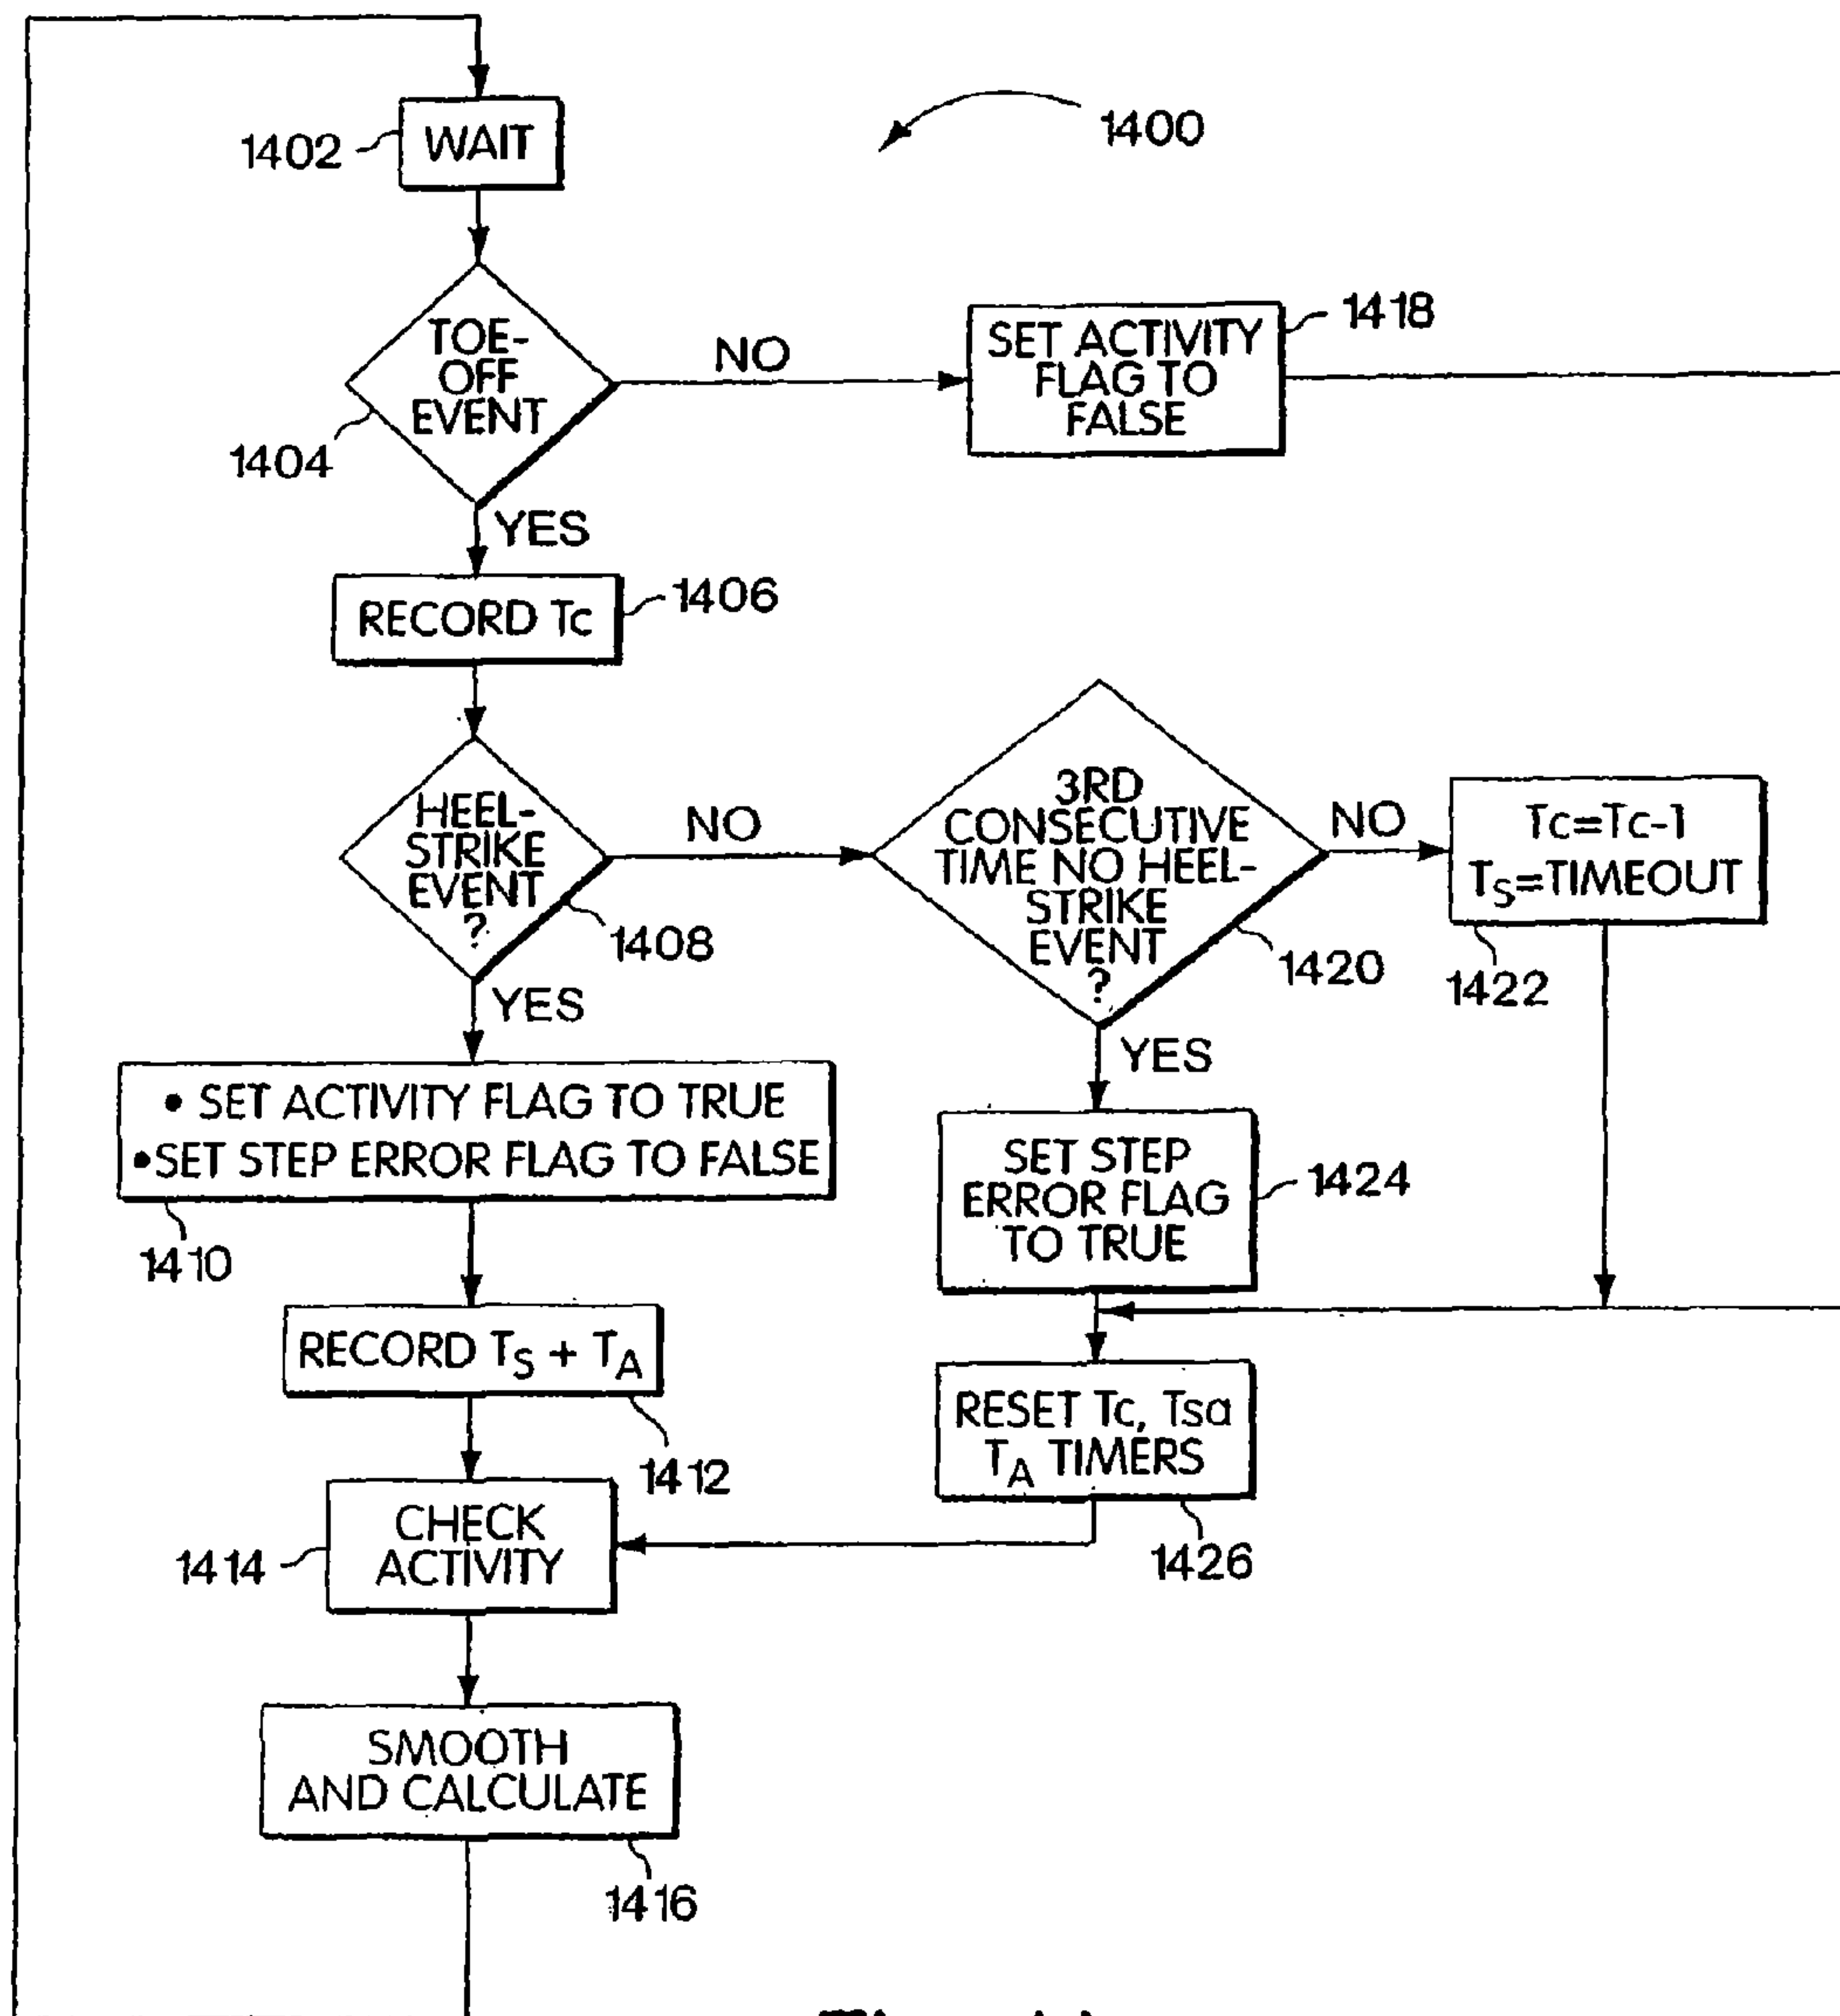 1402
WAIT
1400
TOE-
OFF
EVENT
1404
NO
SET ACTIVITY
FLAG TO
FALSE
1418
YES
RECORD Tc
1406
HEEL-
STRIKE
EVENT
?
1408
NO
3RD
CONSECUTIVE
TIME NO HEEL-
STRIKE
EVENT
?
1420
NO
Tc=Tc-1
TS=TIMEOUT
1422
YES
• SET ACTIVITY FLAG TO TRUE
•SET STEP ERROR FLAG TO FALSE
1410
YES
SET STEP
ERROR FLAG
TO TRUE
1424
RECORD TS + TA
1412
RESET Tc, Tsa
TA TIMERS
1426
CHECK
ACTIVITY
1414
SMOOTH
AND CALCULATE
1416